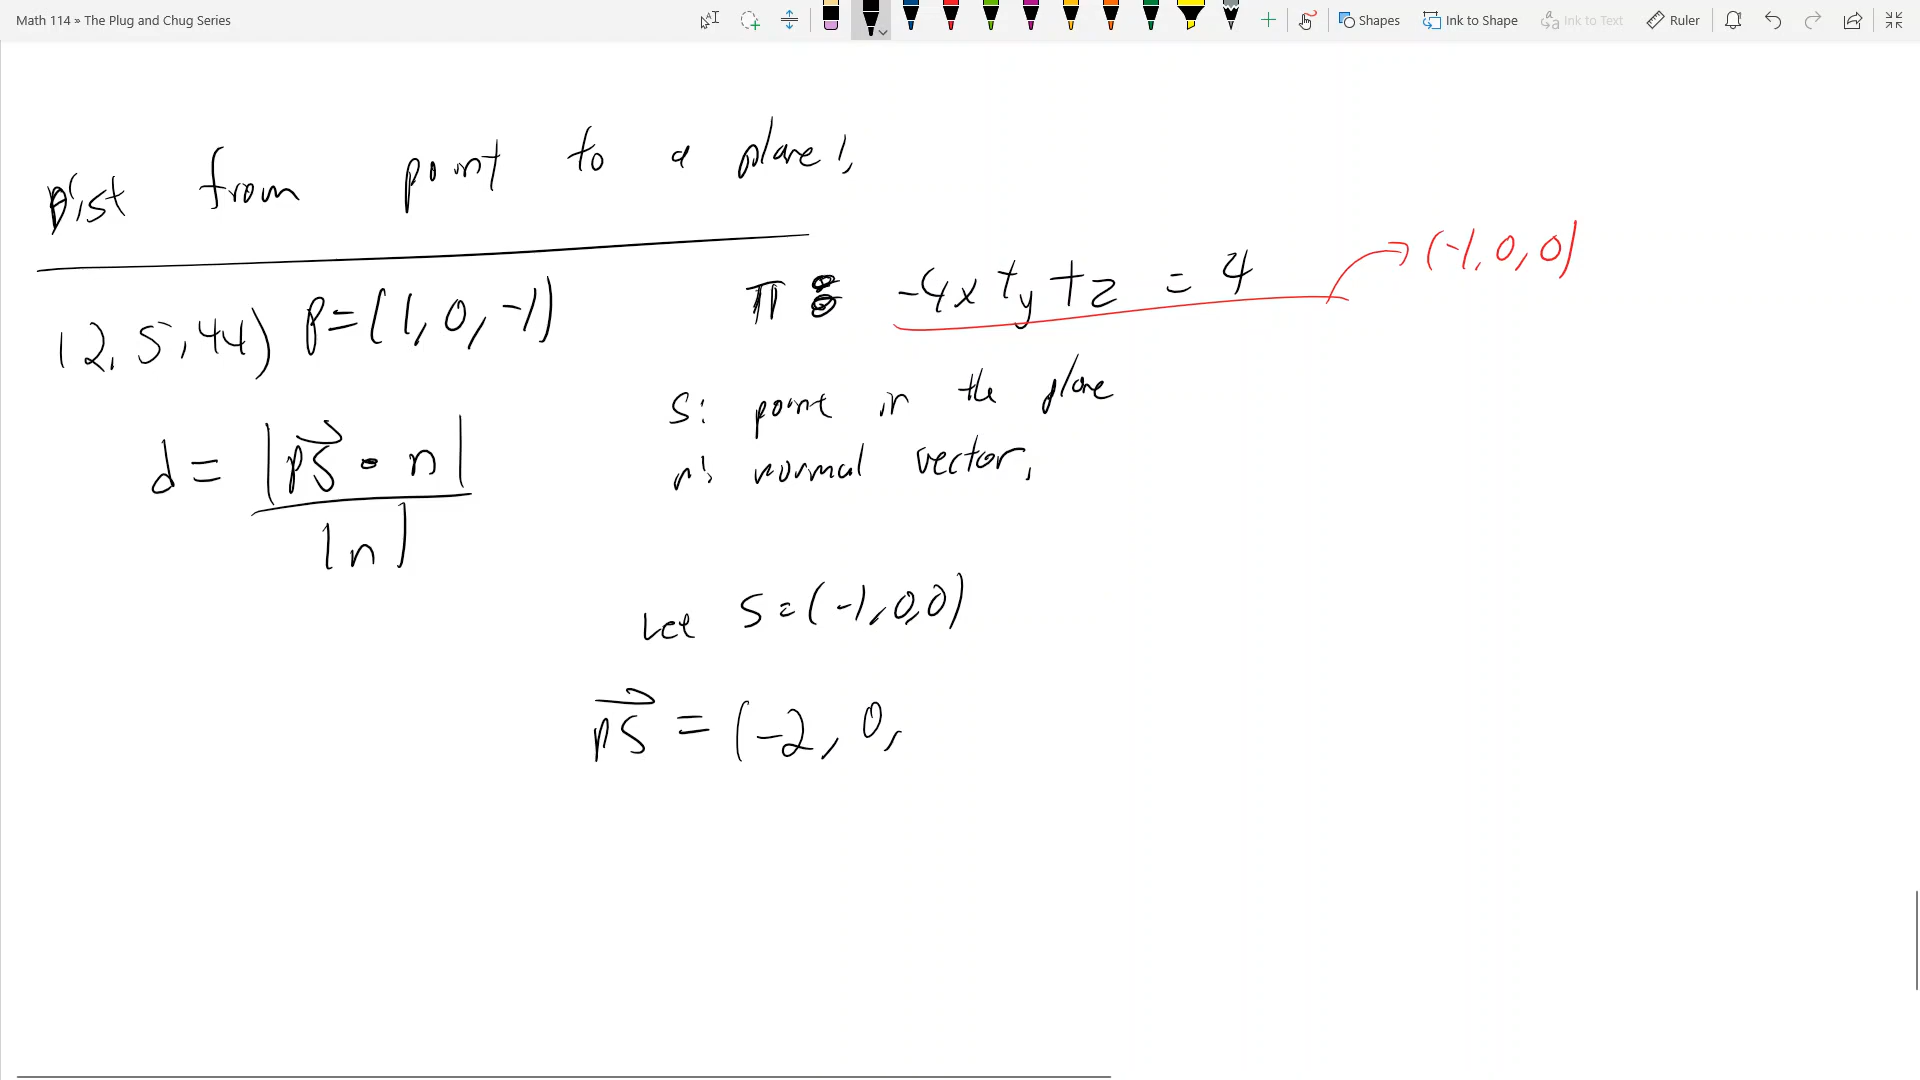 Math 114 » The Plug and Chug Series
Shapes
Ink to Shape
Ink to Text
Ruler
Dist from point to a plane!,
(2,5,44) P=(1,0,-1)
π: -4x+y+z = 4
(-1,0,0)
d= |PS • n| / |n|
S: point in the plane
n: normal vector,
Let S=(-1,0,0)
PS = (-2, 0,